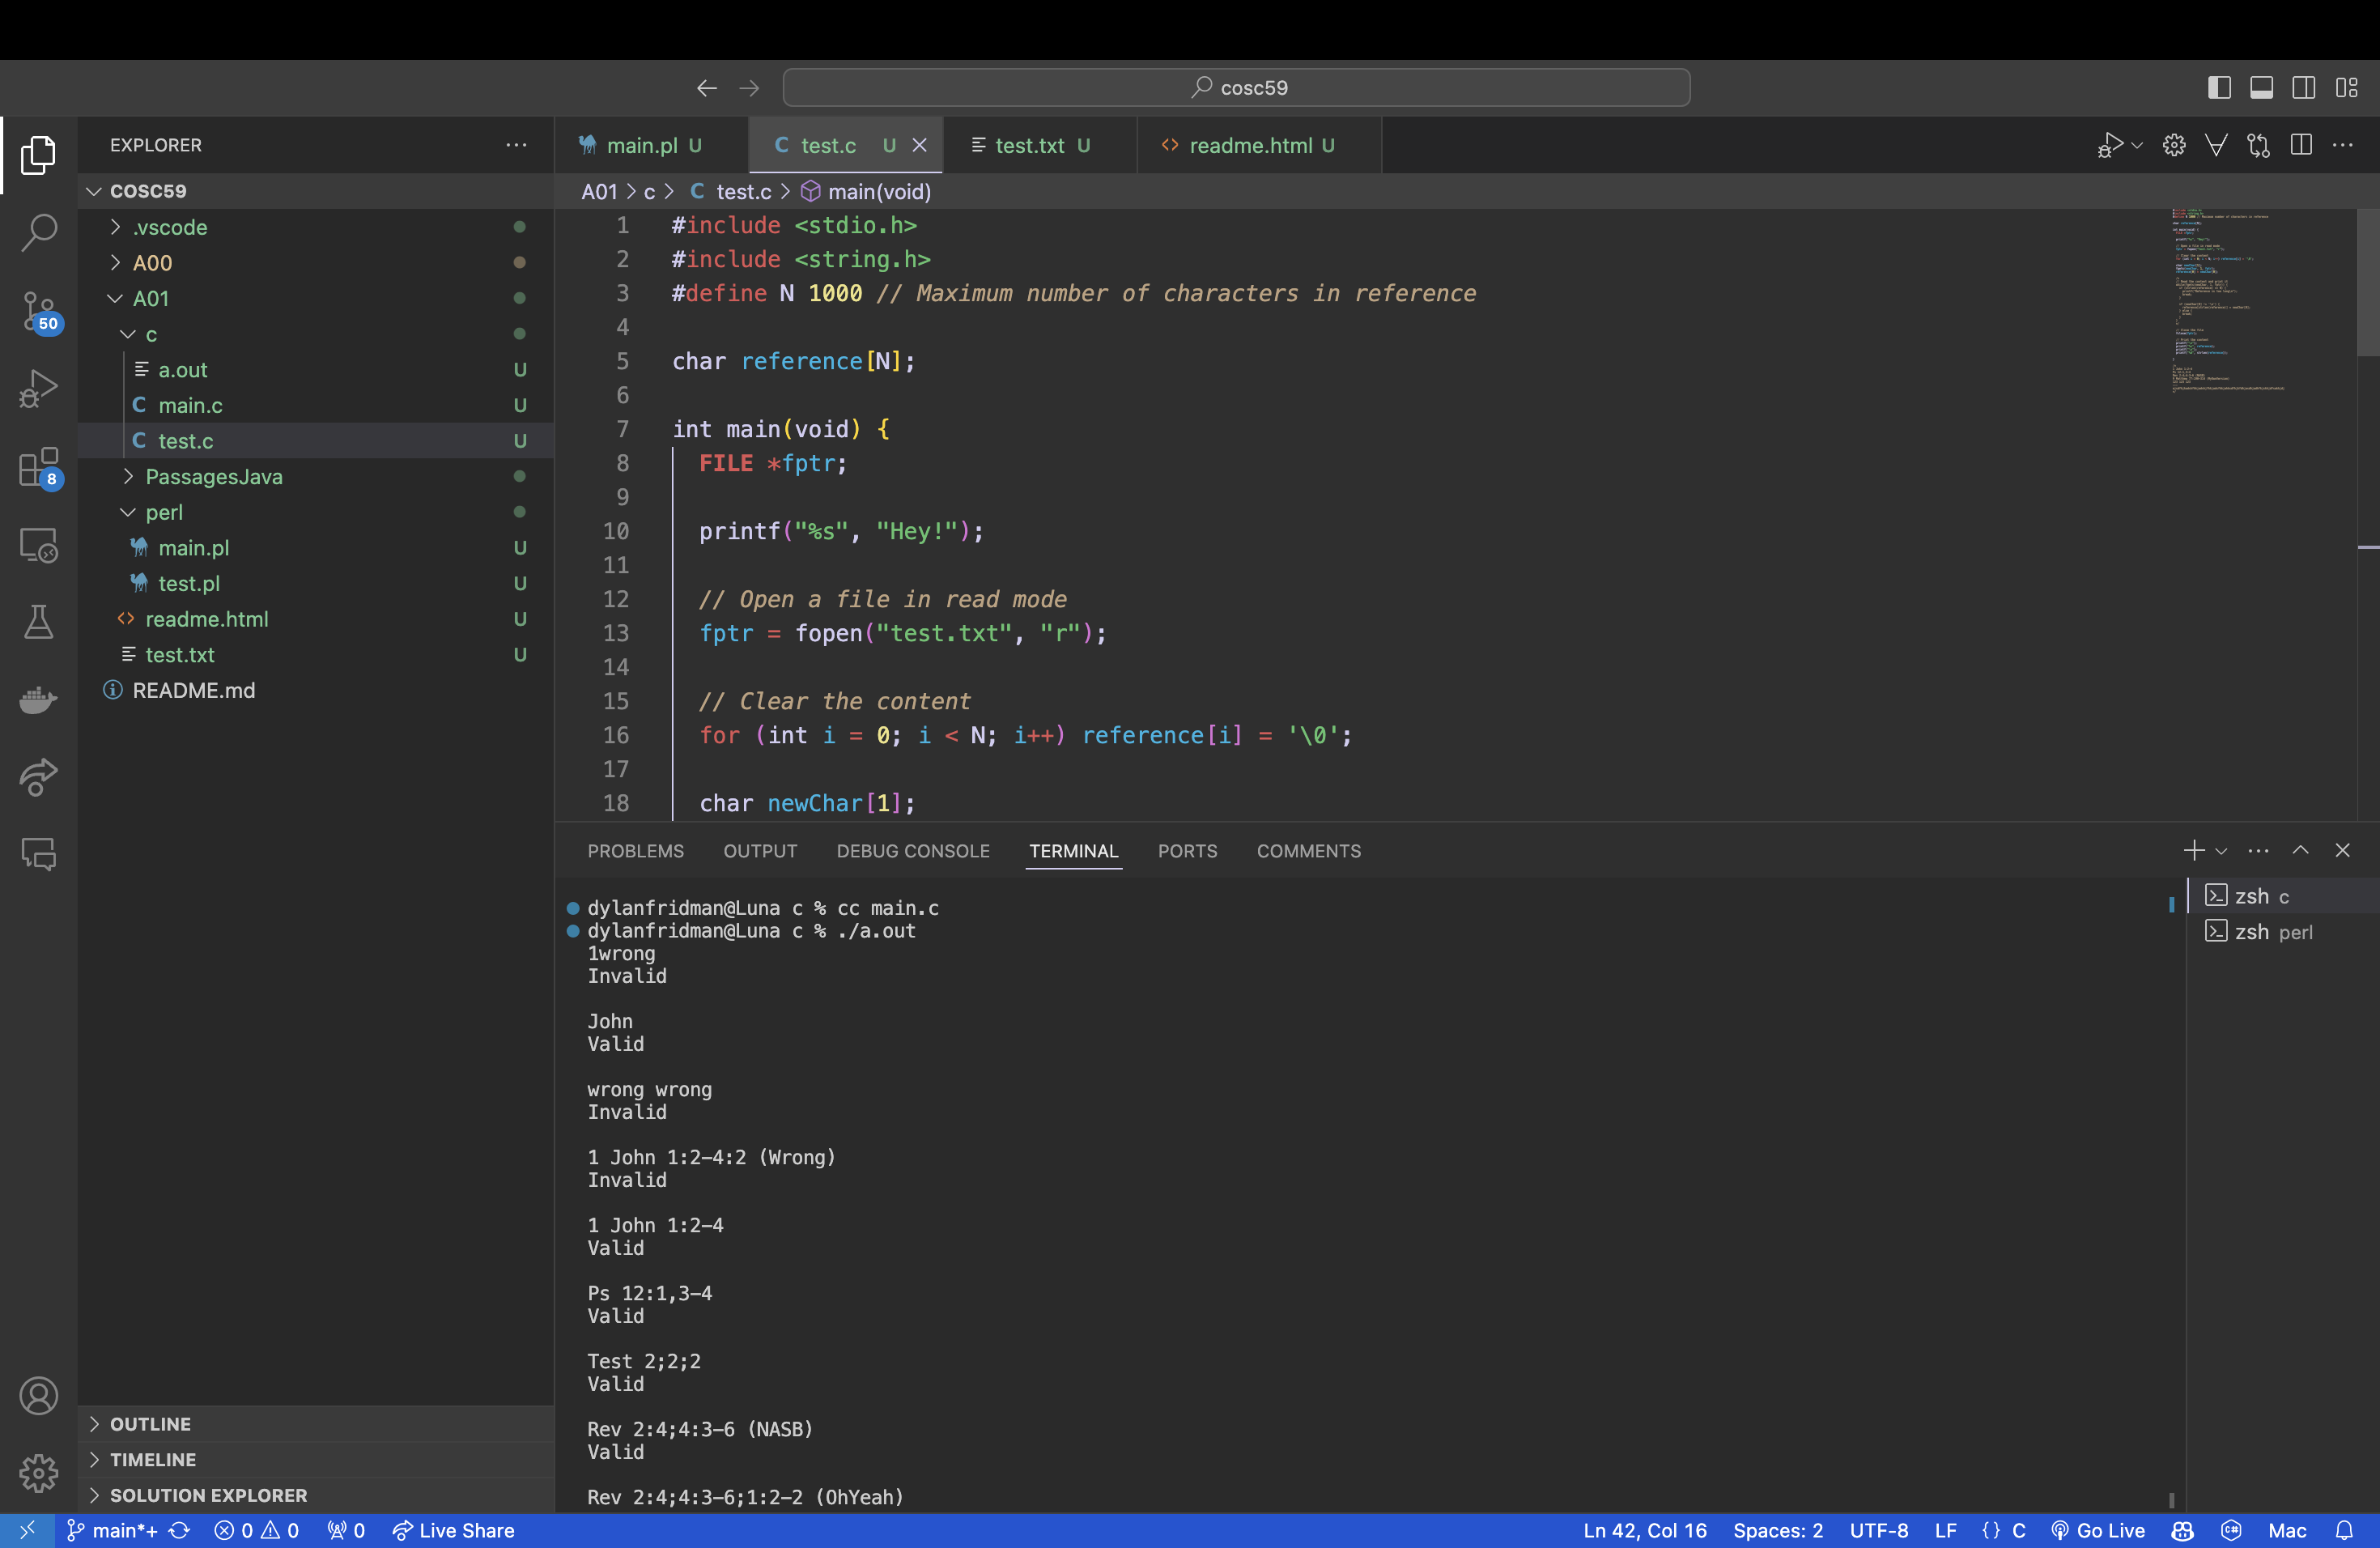 cosc59
EXPLORER
COSC59
.vscode
A00
A01
c
a.out U
main.c U
test.c U
PassagesJava
perl
main.pl U
test.pl U
readme.html U
test.txt U
README.md
OUTLINE
TIMELINE
SOLUTION EXPLORER
50
8
main.pl U
test.c U
test.txt U
readme.html U
A01 > c > C test.c > main(void)
1 #include <stdio.h>
2 #include <string.h>
3 #define N 1000 // Maximum number of characters in reference
4
5 char reference[N];
6
7 int main(void) {
8 FILE *fptr;
9
10 printf("%s", "Hey!");
11
12 // Open a file in read mode
13 fptr = fopen("test.txt", "r");
14
15 // Clear the content
16 for (int i = 0; i < N; i++) reference[i] = '\0';
17
18 char newChar[1];
PROBLEMS OUTPUT DEBUG CONSOLE TERMINAL PORTS COMMENTS
dylanfridman@Luna c % cc main.c
dylanfridman@Luna c % ./a.out
1wrong
Invalid
John
Valid
wrong wrong
Invalid
1 John 1:2-4:2 (Wrong)
Invalid
1 John 1:2-4
Valid
Ps 12:1,3-4
Valid
Test 2;2;2
Valid
Rev 2:4;4:3-6 (NASB)
Valid
Rev 2:4;4:3-6;1:2-2 (OhYeah)
zsh c
zsh perl
main*+ 0 0 0 Live Share
Ln 42, Col 16 Spaces: 2 UTF-8 LF {} C Go Live Mac